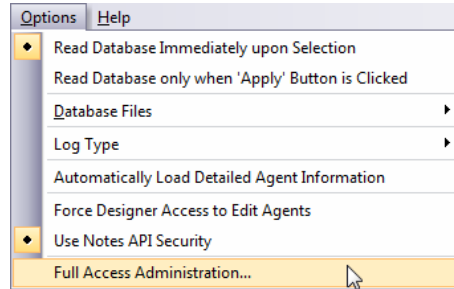 Options Help
Read Database Immediately upon Selection
Read Database only when 'Apply' Button is Clicked
Database Files
Log Type
Automatically Load Detailed Agent Information
Force Designer Access to Edit Agents
Use Notes API Security
Full Access Administration...